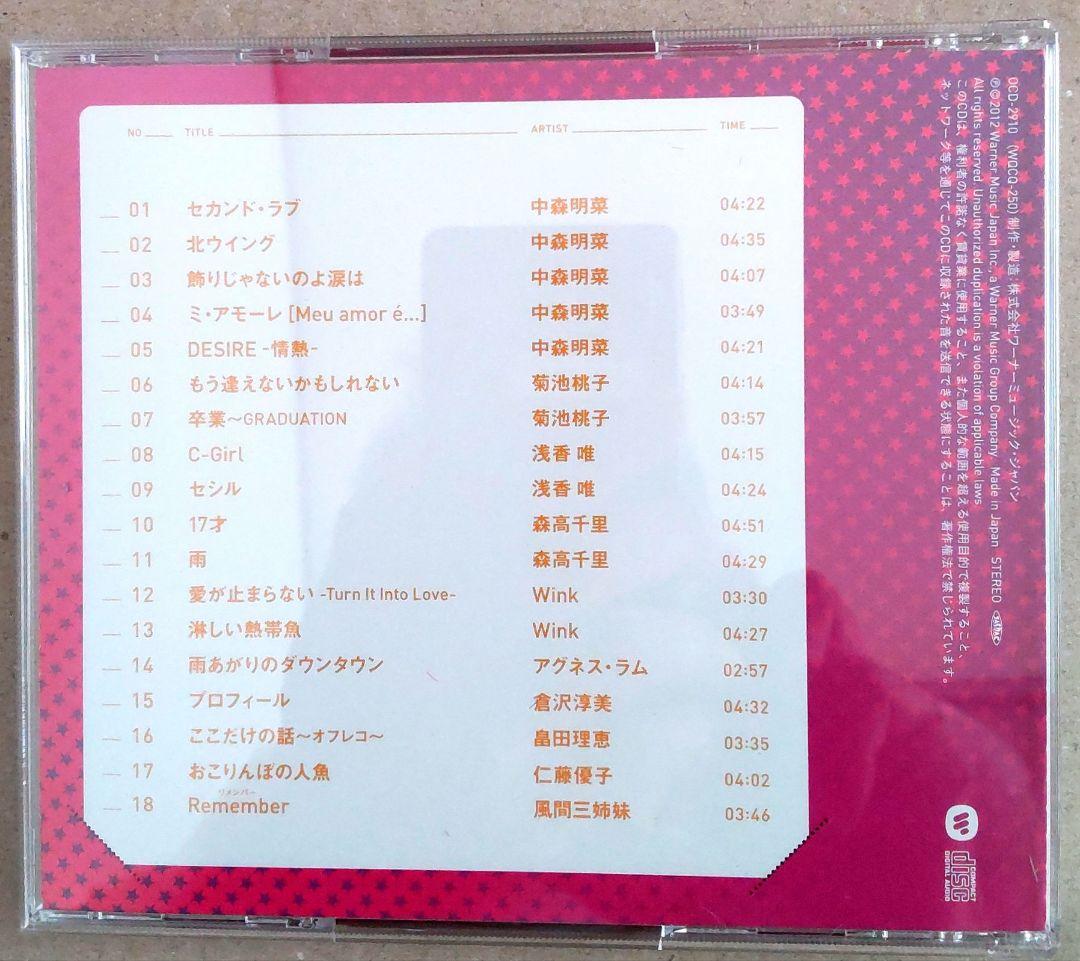 NO TITLE ARTIST TIME
01 セカンド・ラブ 中森明菜 04:22
02 北ウイング 中森明菜 04:35
03 飾りじゃないのよ涙は 中森明菜 04:07
04 ミ・アモーレ [Meu amor é...] 中森明菜 03:49
05 DESIRE -情熱- 中森明菜 04:21
06 もう逢えないかもしれない 菊池桃子 04:14
07 卒業〜GRADUATION 菊池桃子 03:57
08 C-Girl 浅香 唯 04:15
09 セシル 浅香 唯 04:24
10 17才 森高千里 04:51
11 雨 森高千里 04:29
12 愛が止まらない -Turn It Into Love- Wink 03:30
13 淋しい熱帯魚 Wink 04:27
14 雨あがりのダウンタウン アグネス・ラム 02:57
15 プロフィール 倉沢淳美 04:32
16 ここだけの話〜オフレコ〜 畠田理恵 03:35
17 おこりんぼの人魚 仁藤優子 04:02
リメンバー
18 Remember 風間三姉妹 03:46
OCD-2910 (WQCQ-250) 制作・製造:株式会社ワーナーミュージック・ジャパン
℗©2012 Warner Music Japan Inc., a Warner Music Group Company Made in Japan STEREO JASRAC
All rights reserved. Unauthorized duplication is a violation of applicable laws
このCDは、権利者の許諾なく賃貸業に使用すること、また個人的な範囲を超える使用目的で複製すること、
ネットワーク等を通じてこのCDに収録された音を送信できる状態にすることは、著作権法で禁じられています。
COMPACT
disc
DIGITAL AUDIO